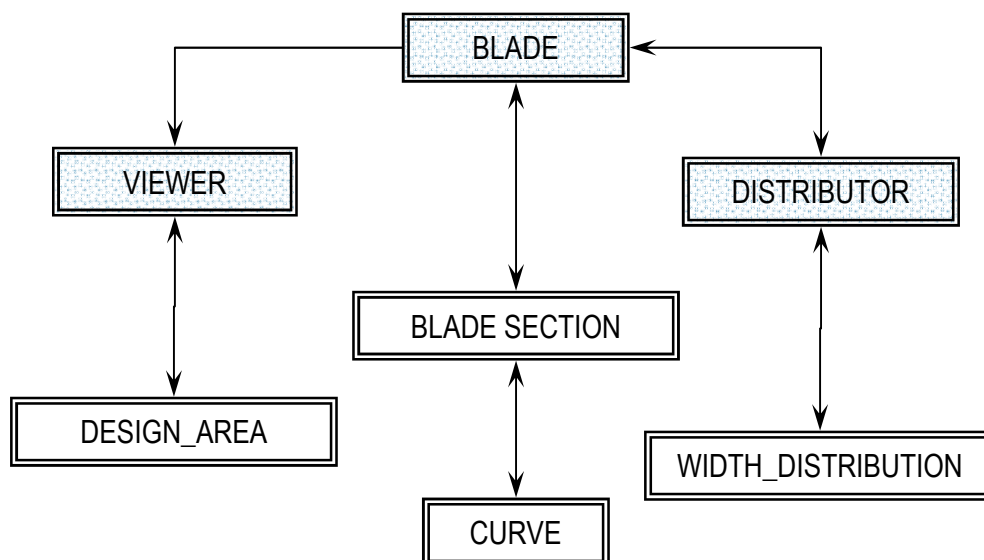 BLADE
VIEWER
DISTRIBUTOR
BLADE SECTION
DESIGN_AREA
WIDTH_DISTRIBUTION
CURVE